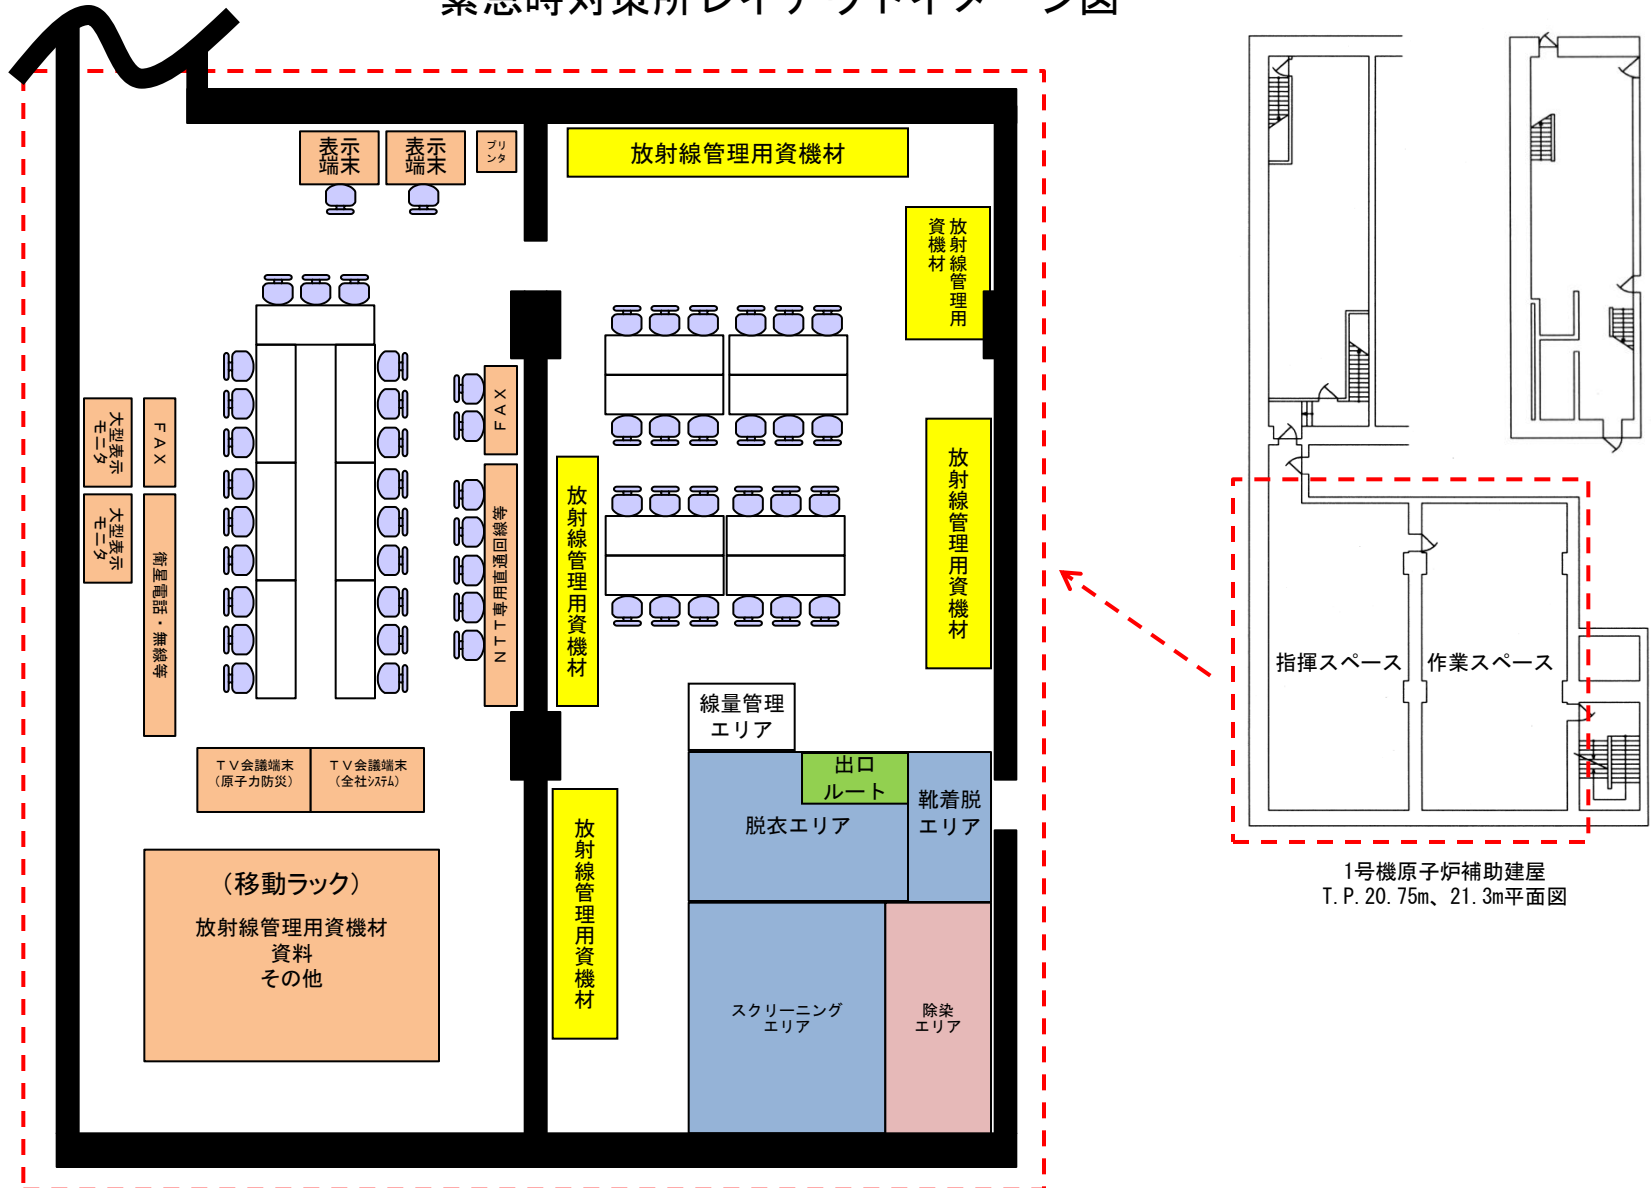 緊急時対策所レイアウトイメージ図
表示
端末
表示
端末
プリ
ンタ
放射線管理用資機材
放射線管理用
資機材
大型表示
モニタ
ＦＡＸ
ＦＡＸ
大型表示
モニタ
衛星電話・無線等
ＮＴＴ専用直通回線等
放射線管理用資機材
放射線管理用資機材
線量管理
エリア
ＴＶ会議端末
（原子力防災）
ＴＶ会議端末
（全社ｼｽﾃﾑ）
出口
ルート
脱衣エリア
靴着脱
エリア
放射線管理用資機材
（移動ラック）
放射線管理用資機材
資料
その他
スクリーニング
エリア
除染
エリア
指揮スペース
作業スペース
1号機原子炉補助建屋
T.P.20.75m、21.3m平面図